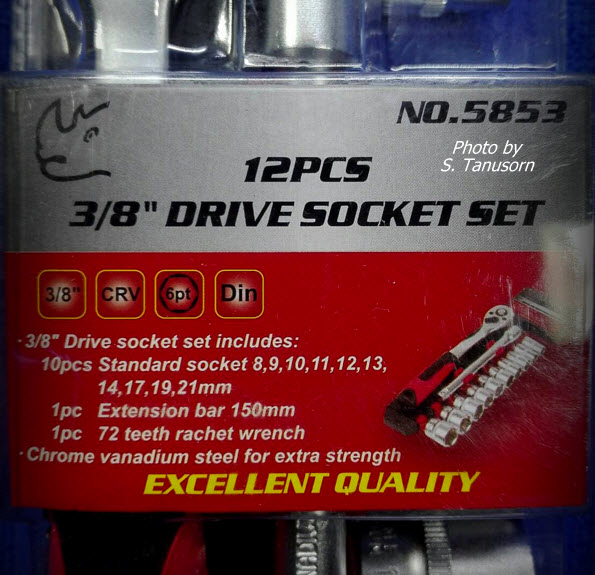 NO.5853
Photo by
S. Tanusorn
12PCS
3/8" DRIVE SOCKET SET
3/8" CRV 6pt Din
·3/8" Drive socket set includes:
10pcs Standard socket 8,9,10,11,12,13,
14,17,19,21mm
1pc Extension bar 150mm
1pc 72 teeth rachet wrench
·Chrome vanadium steel for extra strength
EXCELLENT QUALITY